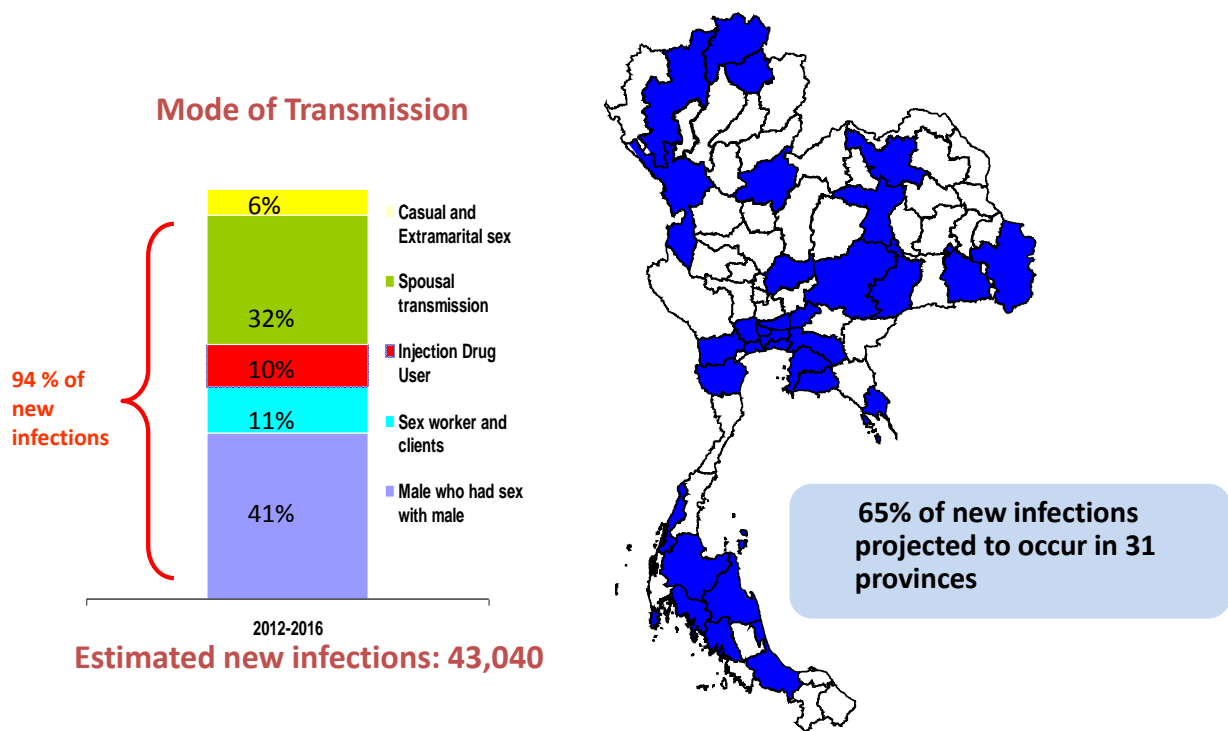 Mode of Transmission
6%
32%
10%
11%
41%
94 % of
new
infections
Casual and
Extramarital sex
Spousal
transmission
Injection Drug
User
Sex worker and
clients
Male who had sex
with male
2012-2016
Estimated new infections: 43,040
65% of new infections
projected to occur in 31
provinces